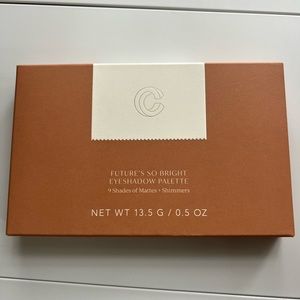 C
FUTURE'S SO BRIGHT
EYESHADOW PALETTE
9 Shades of Mattes + Shimmers
NET WT 13.5 G / 0.5 OZ